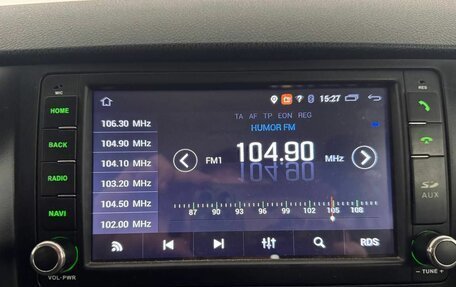 MIC
RES
15:27
HOME
BACK
RADIO
NAVI
VOL-PWR
106.30 MHz
104.90 MHz
104.10 MHz
103.20 MHz
104.50 MHz
102.00 MHz
TA AF TP EON REG
HUMOR FM
FM1 104.90 MHz
87 90 93 96 99 102 105 108
RDS
SD
AUX
- TUNE +